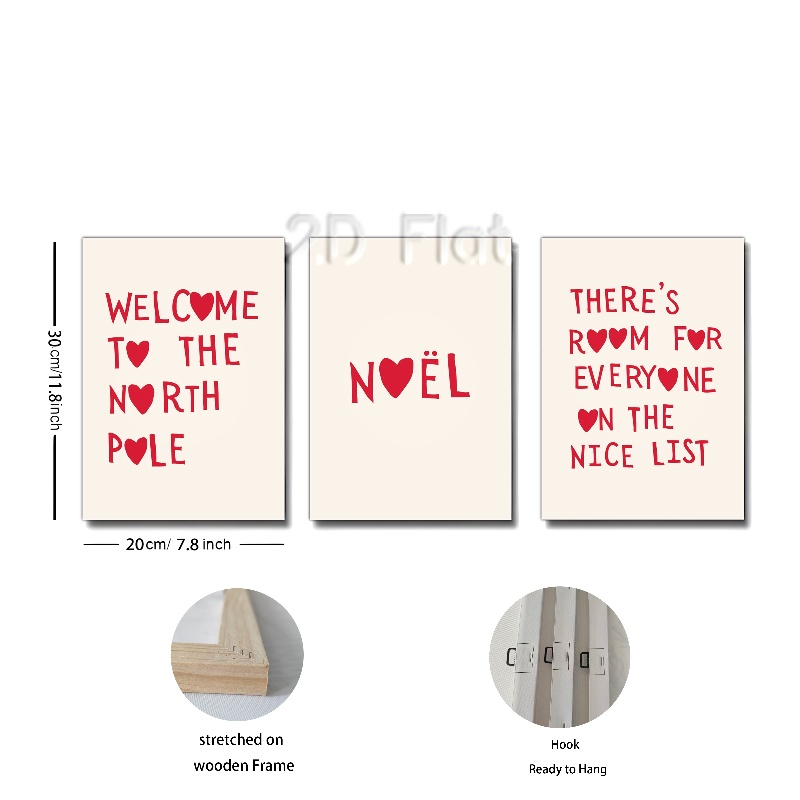 2D Flat
WELCOME
TO THE
NORTH
POLE
NOËL
THERE'S
ROOM FOR
EVERYONE
ON THE
NICE LIST
30cm/11.8inch
20cm/ 7.8 inch
stretched on
wooden Frame
Hook
Ready to Hang